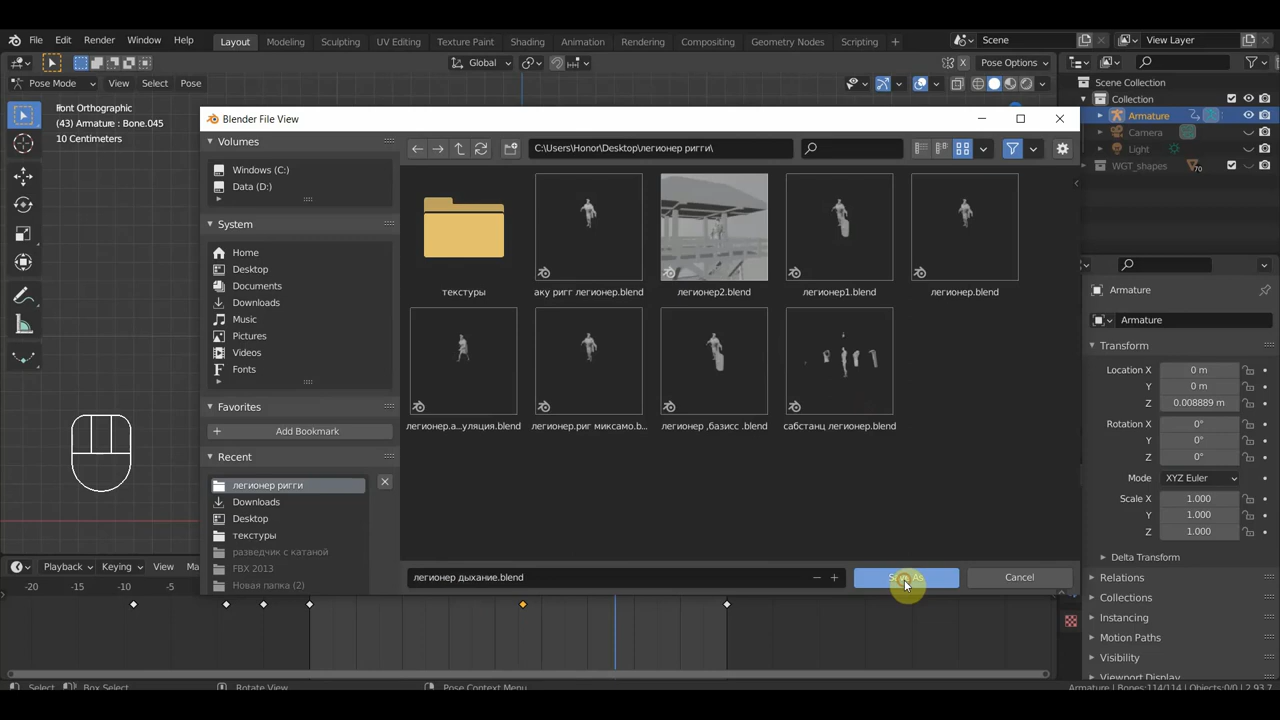 File Edit Render Window Help Layout Modeling Sculpting UV Editing Texture Paint Shading Animation Rendering Compositing Geometry Nodes Scripting + Scene View Layer
Global Pose Options
Pose Mode View Select Pose
Front Orthographic
(43) Armature : Bone.045
10 Centimeters
Scene Collection
Collection
Armature
Camera
Light
WGT_shapes 70
Blender File View
Volumes
Windows (C:)
Data (D:)
System
Home
Desktop
Documents
Downloads
Music
Pictures
Videos
Fonts
Favorites
Add Bookmark
Recent
легионер ригги
Downloads
Desktop
текстуры
разведчик с катаной
FBX 2013
Новая папка (2)
C:\Users\Honor\Desktop\легионер ригги\
текстуры
аку ригг легионер.blend
легионер2.blend
легионер1.blend
легионер.blend
легионер.а...уляция.blend
легионер.риг миксамо.b...
легионер ,базисс .blend
сабстанц легионер.blend
легионер дыхание.blend
Save As
Cancel
Armature
Armature
Transform
Location X 0 m
Y 0 m
Z 0.008889 m
Rotation X 0°
Y 0°
Z 0°
Mode XYZ Euler
Scale X 1.000
Y 1.000
Z 1.000
Delta Transform
Relations
Collections
Instancing
Motion Paths
Visibility
Viewport Display
Playback Keying View Ma
-20 -10 0 10 20
Select Box Select Rotate View Pose Context Menu
Armature | Bones:114/114 | Objects:0/0 | 2.93.7